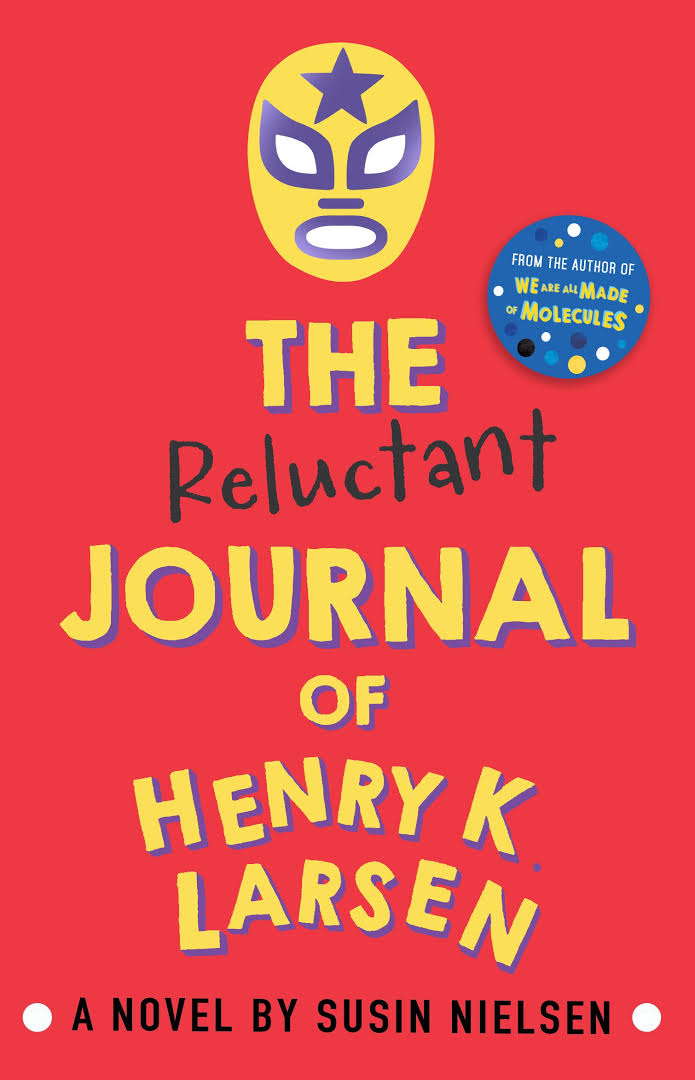 FROM THE AUTHOR OF
WE ARE ALL MADE
OF MOLECULES
THE
Reluctant
JOURNAL
OF
HENRY K.
LARSEN
A NOVEL BY SUSIN NIELSEN